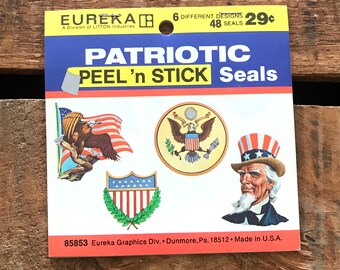 EUREKA
A Division of LITTON Industries
6 DIFFERENT DESIGNS
48 SEALS
29¢
PATRIOTIC
PEEL 'n STICK Seals
85853 Eureka Graphics Div. • Dunmore, Pa. 18512 • Made in U.S.A.